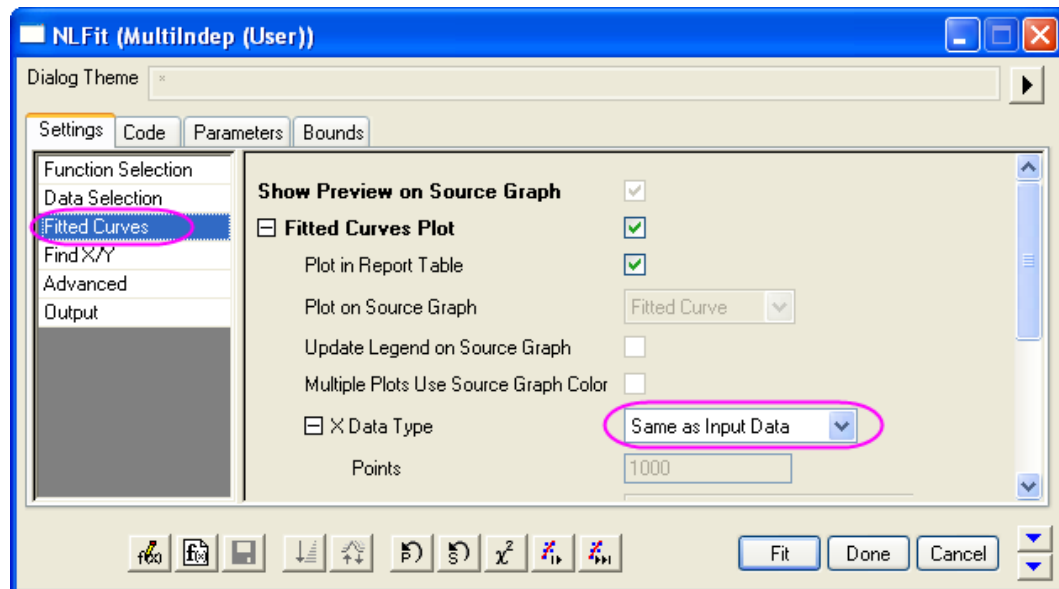 NLFit (MultiIndep (User))
Dialog Theme *
Settings Code Parameters Bounds
Function Selection
Data Selection
Fitted Curves
Find X/Y
Advanced
Output
Show Preview on Source Graph
Fitted Curves Plot
Plot in Report Table
Plot on Source Graph Fitted Curve
Update Legend on Source Graph
Multiple Plots Use Source Graph Color
X Data Type Same as Input Data
Points 1000
f(x) P S χ²
Fit Done Cancel